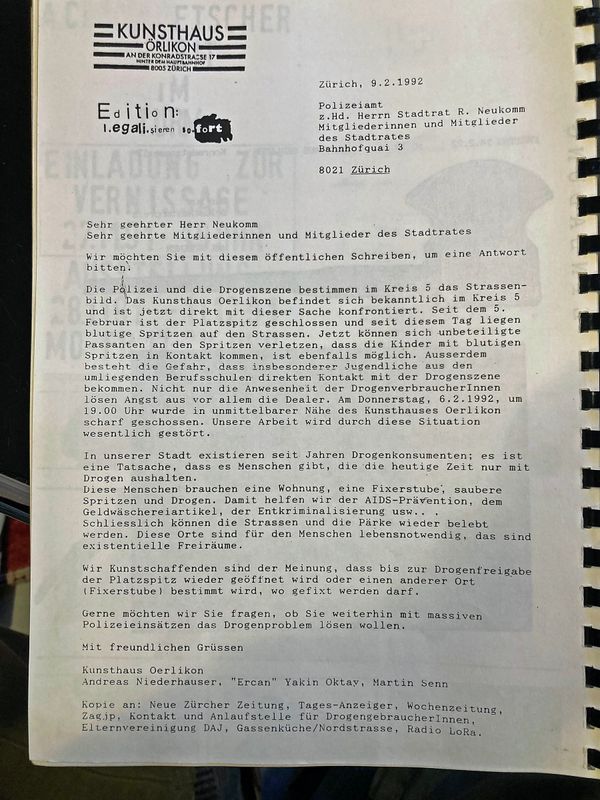 KUNSTHAUS
ÖRLIKON
AN DER KONRADSTRASSE 17
HINTER DEM HAUPTBAHNHOF
8005 ZÜRICH
Edition:
legalisieren sofort
Zürich, 9.2.1992
Polizeiamt
z.Hd. Herrn Stadtrat R. Neukomm
Mitgliederinnen und Mitglieder
des Stadtrates
Bahnhofquai 3
8021 Zürich
EINLADUNG ZUR
VERNISSAGE
Sehr geehrter Herr Neukomm
Sehr geehrte Mitgliederinnen und Mitglieder des Stadtrates
Wir möchten Sie mit diesem öffentlichen Schreiben, um eine Antwort
bitten.
Die Polizei und die Drogenszene bestimmen im Kreis 5 das Strassen-
bild. Das Kunsthaus Oerlikon befindet sich bekanntlich im Kreis 5
und ist jetzt direkt mit dieser Sache konfrontiert. Seit dem 5.
Februar ist der Platzspitz geschlossen und seit diesem Tag liegen
blutige Spritzen auf den Strassen. Jetzt können sich unbeteiligte
Passanten an den Spritzen verletzen, dass die Kinder mit blutigen
Spritzen in Kontakt kommen, ist ebenfalls möglich. Ausserdem
besteht die Gefahr, dass insbesonderer Jugendliche aus den
umliegenden Berufsschulen direkten Kontakt mit der Drogenszene
bekommen. Nicht nur die Anwesenheit der DrogenverbraucherInnen
lösen Angst aus vor allem die Dealer. Am Donnerstag, 6.2.1992, um
19.00 Uhr wurde in unmittelbarer Nähe des Kunsthauses Oerlikon
scharf geschossen. Unsere Arbeit wird durch diese Situation
wesentlich gestört.
In unserer Stadt existieren seit Jahren Drogenkonsumenten; es ist
eine Tatsache, dass es Menschen gibt, die die heutige Zeit nur mit
Drogen aushalten.
Diese Menschen brauchen eine Wohnung, eine Fixerstube, saubere
Spritzen und Drogen. Damit helfen wir der AIDS-Prävention, dem
Geldwäschereiartikel, der Entkriminalisierung usw.. .
Schliesslich können die Strassen und die Pärke wieder belebt
werden. Diese Orte sind für den Menschen lebensnotwendig, das sind
existentielle Freiräume.
Wir Kunstschaffenden sind der Meinung, dass bis zur Drogenfreigabe
der Platzspitz wieder geöffnet wird oder einen anderer Ort
(Fixerstube) bestimmt wird, wo gefixt werden darf.
Gerne möchten wir Sie fragen, ob Sie weiterhin mit massiven
Polizeieinsätzen das Drogenproblem lösen wollen.
Mit freundlichen Grüssen
Kunsthaus Oerlikon
Andreas Niederhauser, "Ercan" Yakin Oktay, Martin Senn
Kopie an: Neue Zürcher Zeitung, Tages-Anzeiger, Wochenzeitung,
Zagjp, Kontakt und Anlaufstelle für DrogengebraucherInnen,
Elternvereinigung DAJ, Gassenküche/Nordstrasse, Radio LoRa.